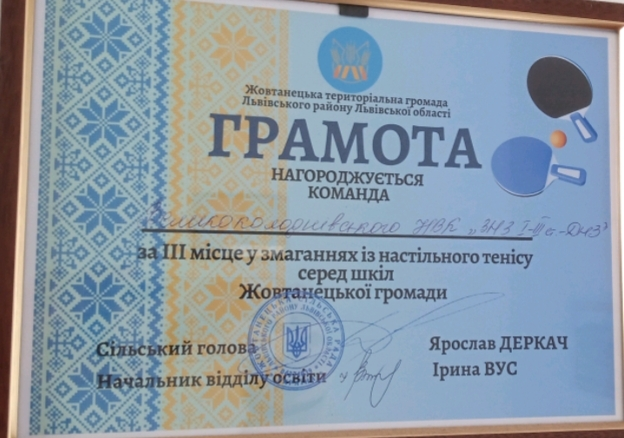 Жовтанецька територіальна громада
Львівського району Львівської області
ГРАМОТА
НАГОРОДЖУЄТЬСЯ
КОМАНДА
Великоколоднівського НВК „ЗНЗ І-ІІІ с.-ДНЗ"
за ІІІ місце у змаганнях із настільного тенісу
серед шкіл
Жовтанецької громади
Сільський голова Ярослав ДЕРКАЧ
Начальник відділу освіти Ірина ВУС